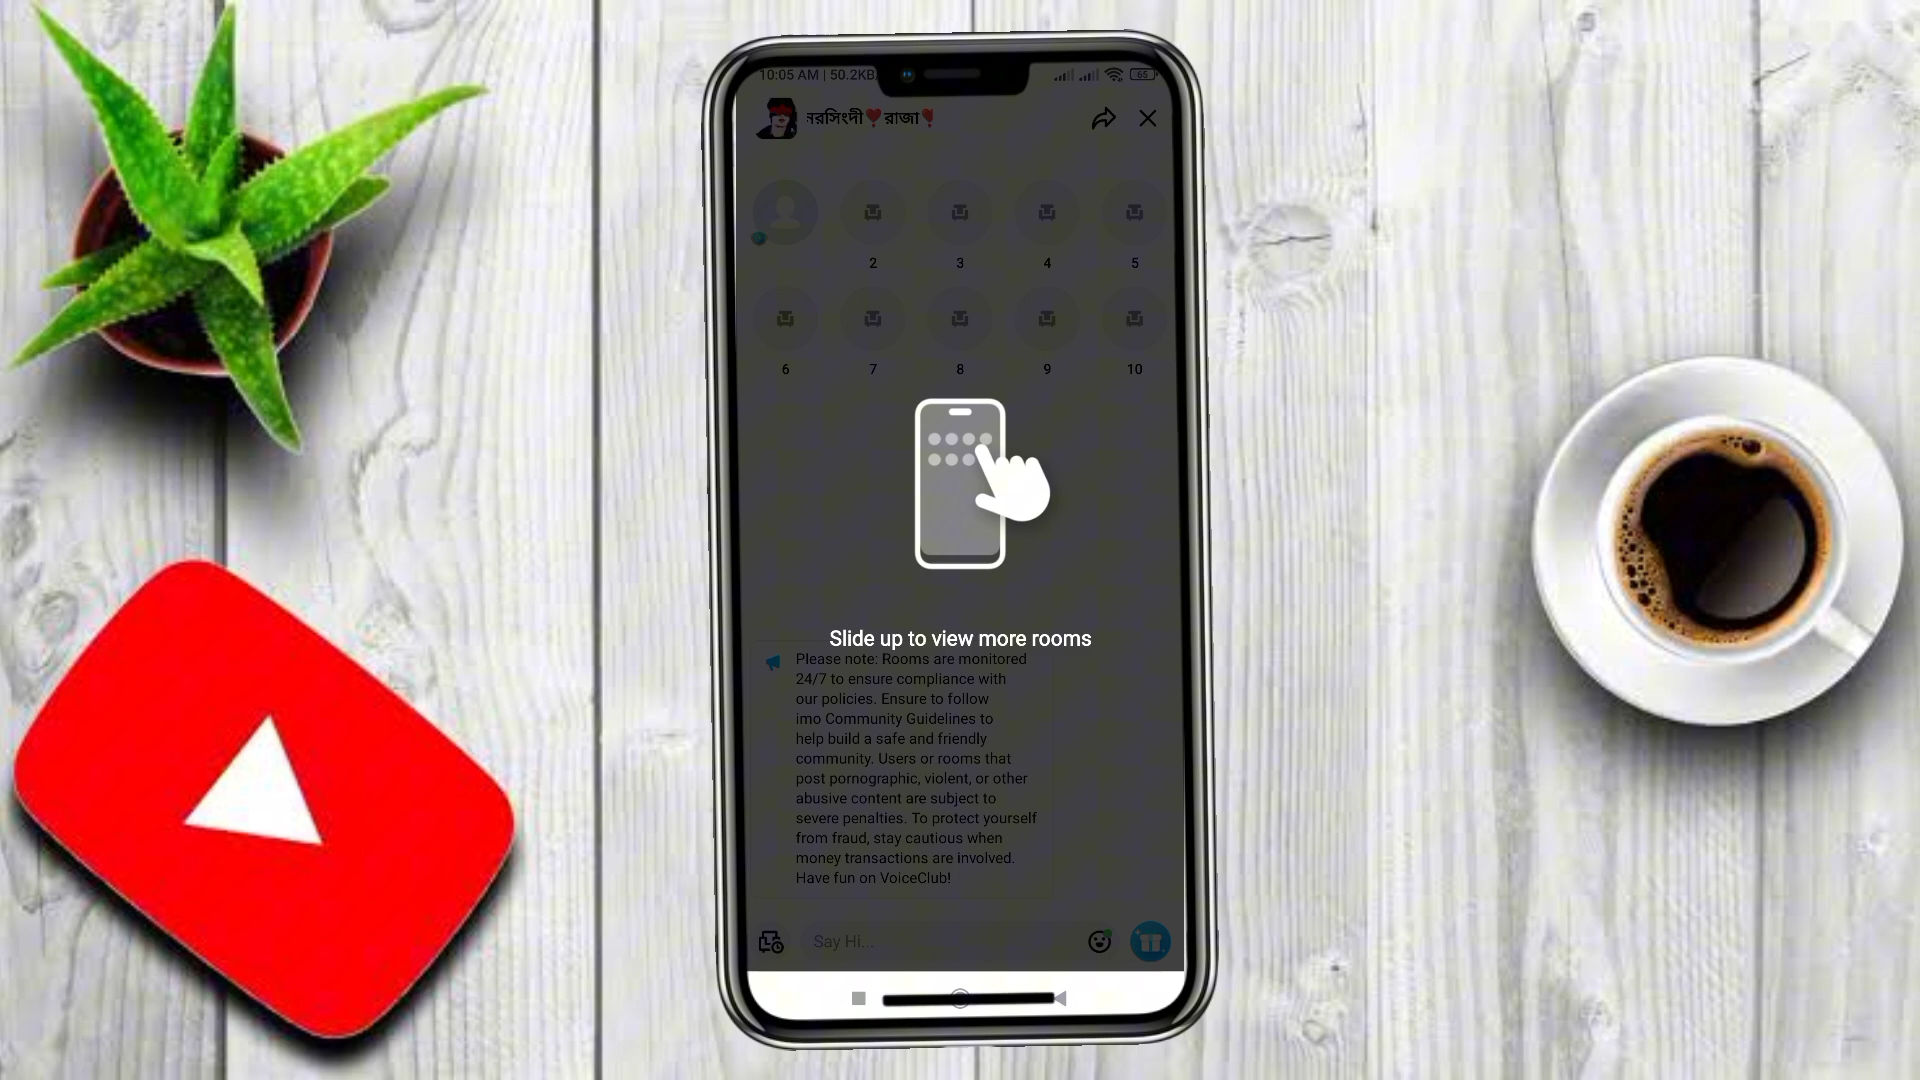 10:05 AM | 50.2KB/
65
নরসিংদী❤️রাজা❣️
2 3 4 5
6 7 8 9 10
Slide up to view more rooms
Please note: Rooms are monitored
24/7 to ensure compliance with
our policies. Ensure to follow
imo Community Guidelines to
help build a safe and friendly
community. Users or rooms that
post pornographic, violent, or other
abusive content are subject to
severe penalties. To protect yourself
from fraud, stay cautious when
money transactions are involved.
Have fun on VoiceClub!
Say Hi...